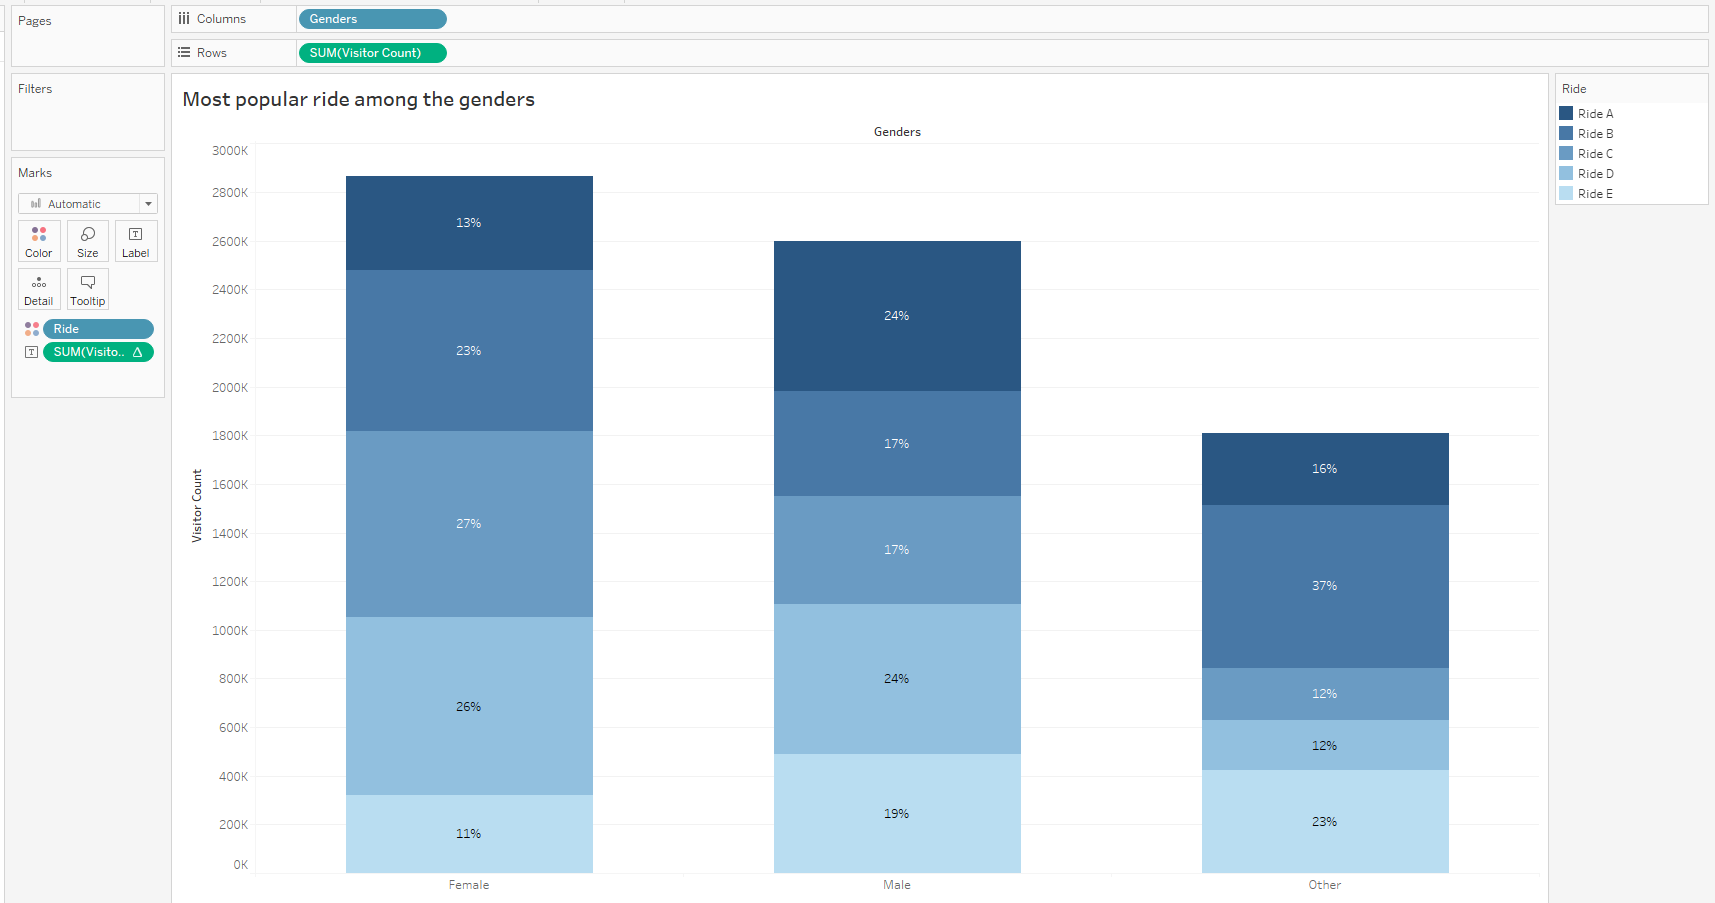 Pages
Columns
Genders
Rows
SUM(Visitor Count)
Filters
Marks
Automatic
Color
Size
Label
Detail
Tooltip
Ride
SUM(Visito..
Most popular ride among the genders
Genders
Visitor Count
3000K
2800K
2600K
2400K
2200K
2000K
1800K
1600K
1400K
1200K
1000K
800K
600K
400K
200K
0K
13%
23%
27%
26%
11%
24%
17%
17%
24%
19%
16%
37%
12%
12%
23%
Female
Male
Other
Ride
Ride A
Ride B
Ride C
Ride D
Ride E